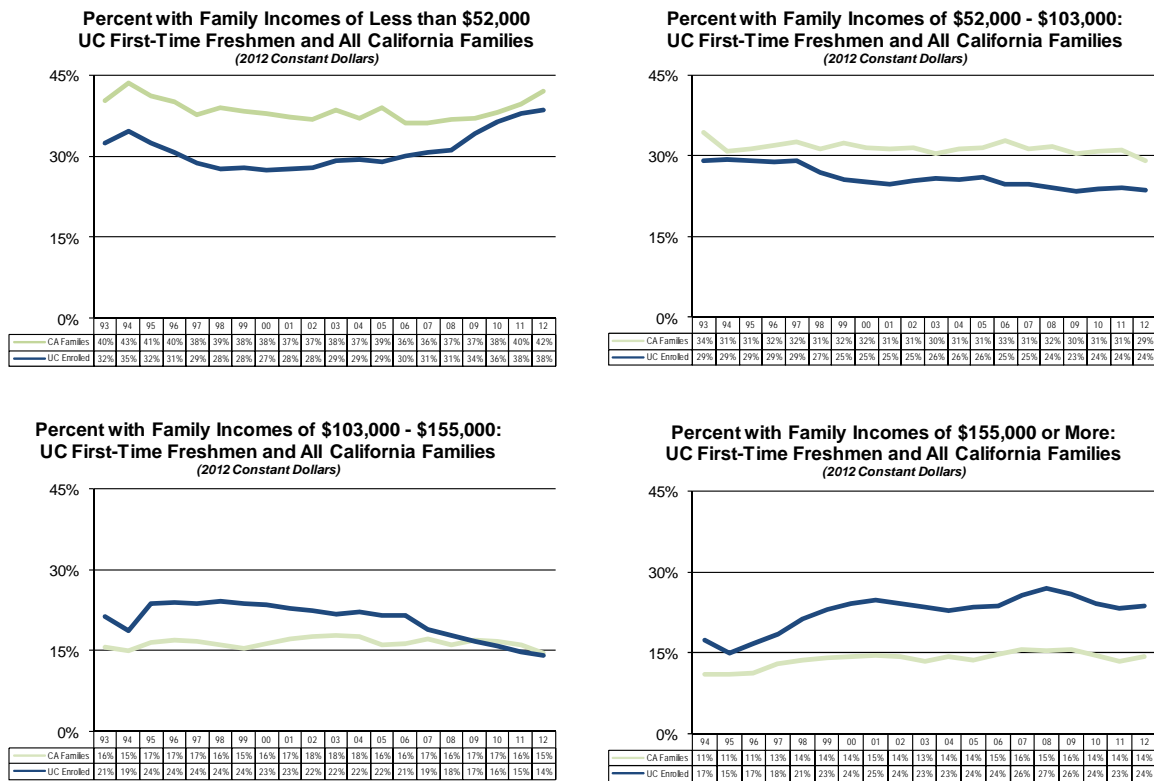 Percent with Family Incomes of Less than $52,000
UC First-Time Freshmen and All California Families
(2012 Constant Dollars)
45%
30%
15%
0%
93 94 95 96 97 98 99 00 01 02 03 04 05 06 07 08 09 10 11 12
CA Families 40% 43% 41% 40% 38% 39% 38% 38% 37% 37% 38% 37% 39% 36% 36% 37% 37% 38% 40% 42%
UC Enrolled 32% 35% 32% 31% 29% 28% 28% 27% 28% 28% 29% 29% 29% 30% 31% 31% 34% 36% 38% 38%
Percent with Family Incomes of $52,000 - $103,000:
UC First-Time Freshmen and All California Families
(2012 Constant Dollars)
45%
30%
15%
0%
93 94 95 96 97 98 99 00 01 02 03 04 05 06 07 08 09 10 11 12
CA Families 34% 31% 31% 32% 32% 31% 32% 32% 31% 31% 30% 31% 31% 33% 31% 32% 30% 31% 31% 29%
UC Enrolled 29% 29% 29% 29% 29% 27% 25% 25% 25% 25% 26% 26% 26% 25% 25% 24% 23% 24% 24% 24%
Percent with Family Incomes of $103,000 - $155,000:
UC First-Time Freshmen and All California Families
(2012 Constant Dollars)
45%
30%
15%
0%
93 94 95 96 97 98 99 00 01 02 03 04 05 06 07 08 09 10 11 12
CA Families 16% 15% 17% 17% 17% 16% 15% 16% 17% 18% 18% 18% 16% 16% 17% 16% 17% 17% 16% 15%
UC Enrolled 21% 19% 24% 24% 24% 24% 24% 23% 23% 22% 22% 22% 22% 21% 19% 18% 17% 16% 15% 14%
Percent with Family Incomes of $155,000 or More:
UC First-Time Freshmen and All California Families
(2012 Constant Dollars)
45%
30%
15%
0%
94 95 96 97 98 99 00 01 02 03 04 05 06 07 08 09 10 11 12
CA Families 11% 11% 11% 13% 14% 14% 14% 15% 14% 13% 14% 14% 15% 16% 15% 16% 14% 14% 14%
UC Enrolled 17% 15% 17% 18% 21% 23% 24% 25% 24% 23% 23% 24% 24% 26% 27% 26% 24% 23% 24%